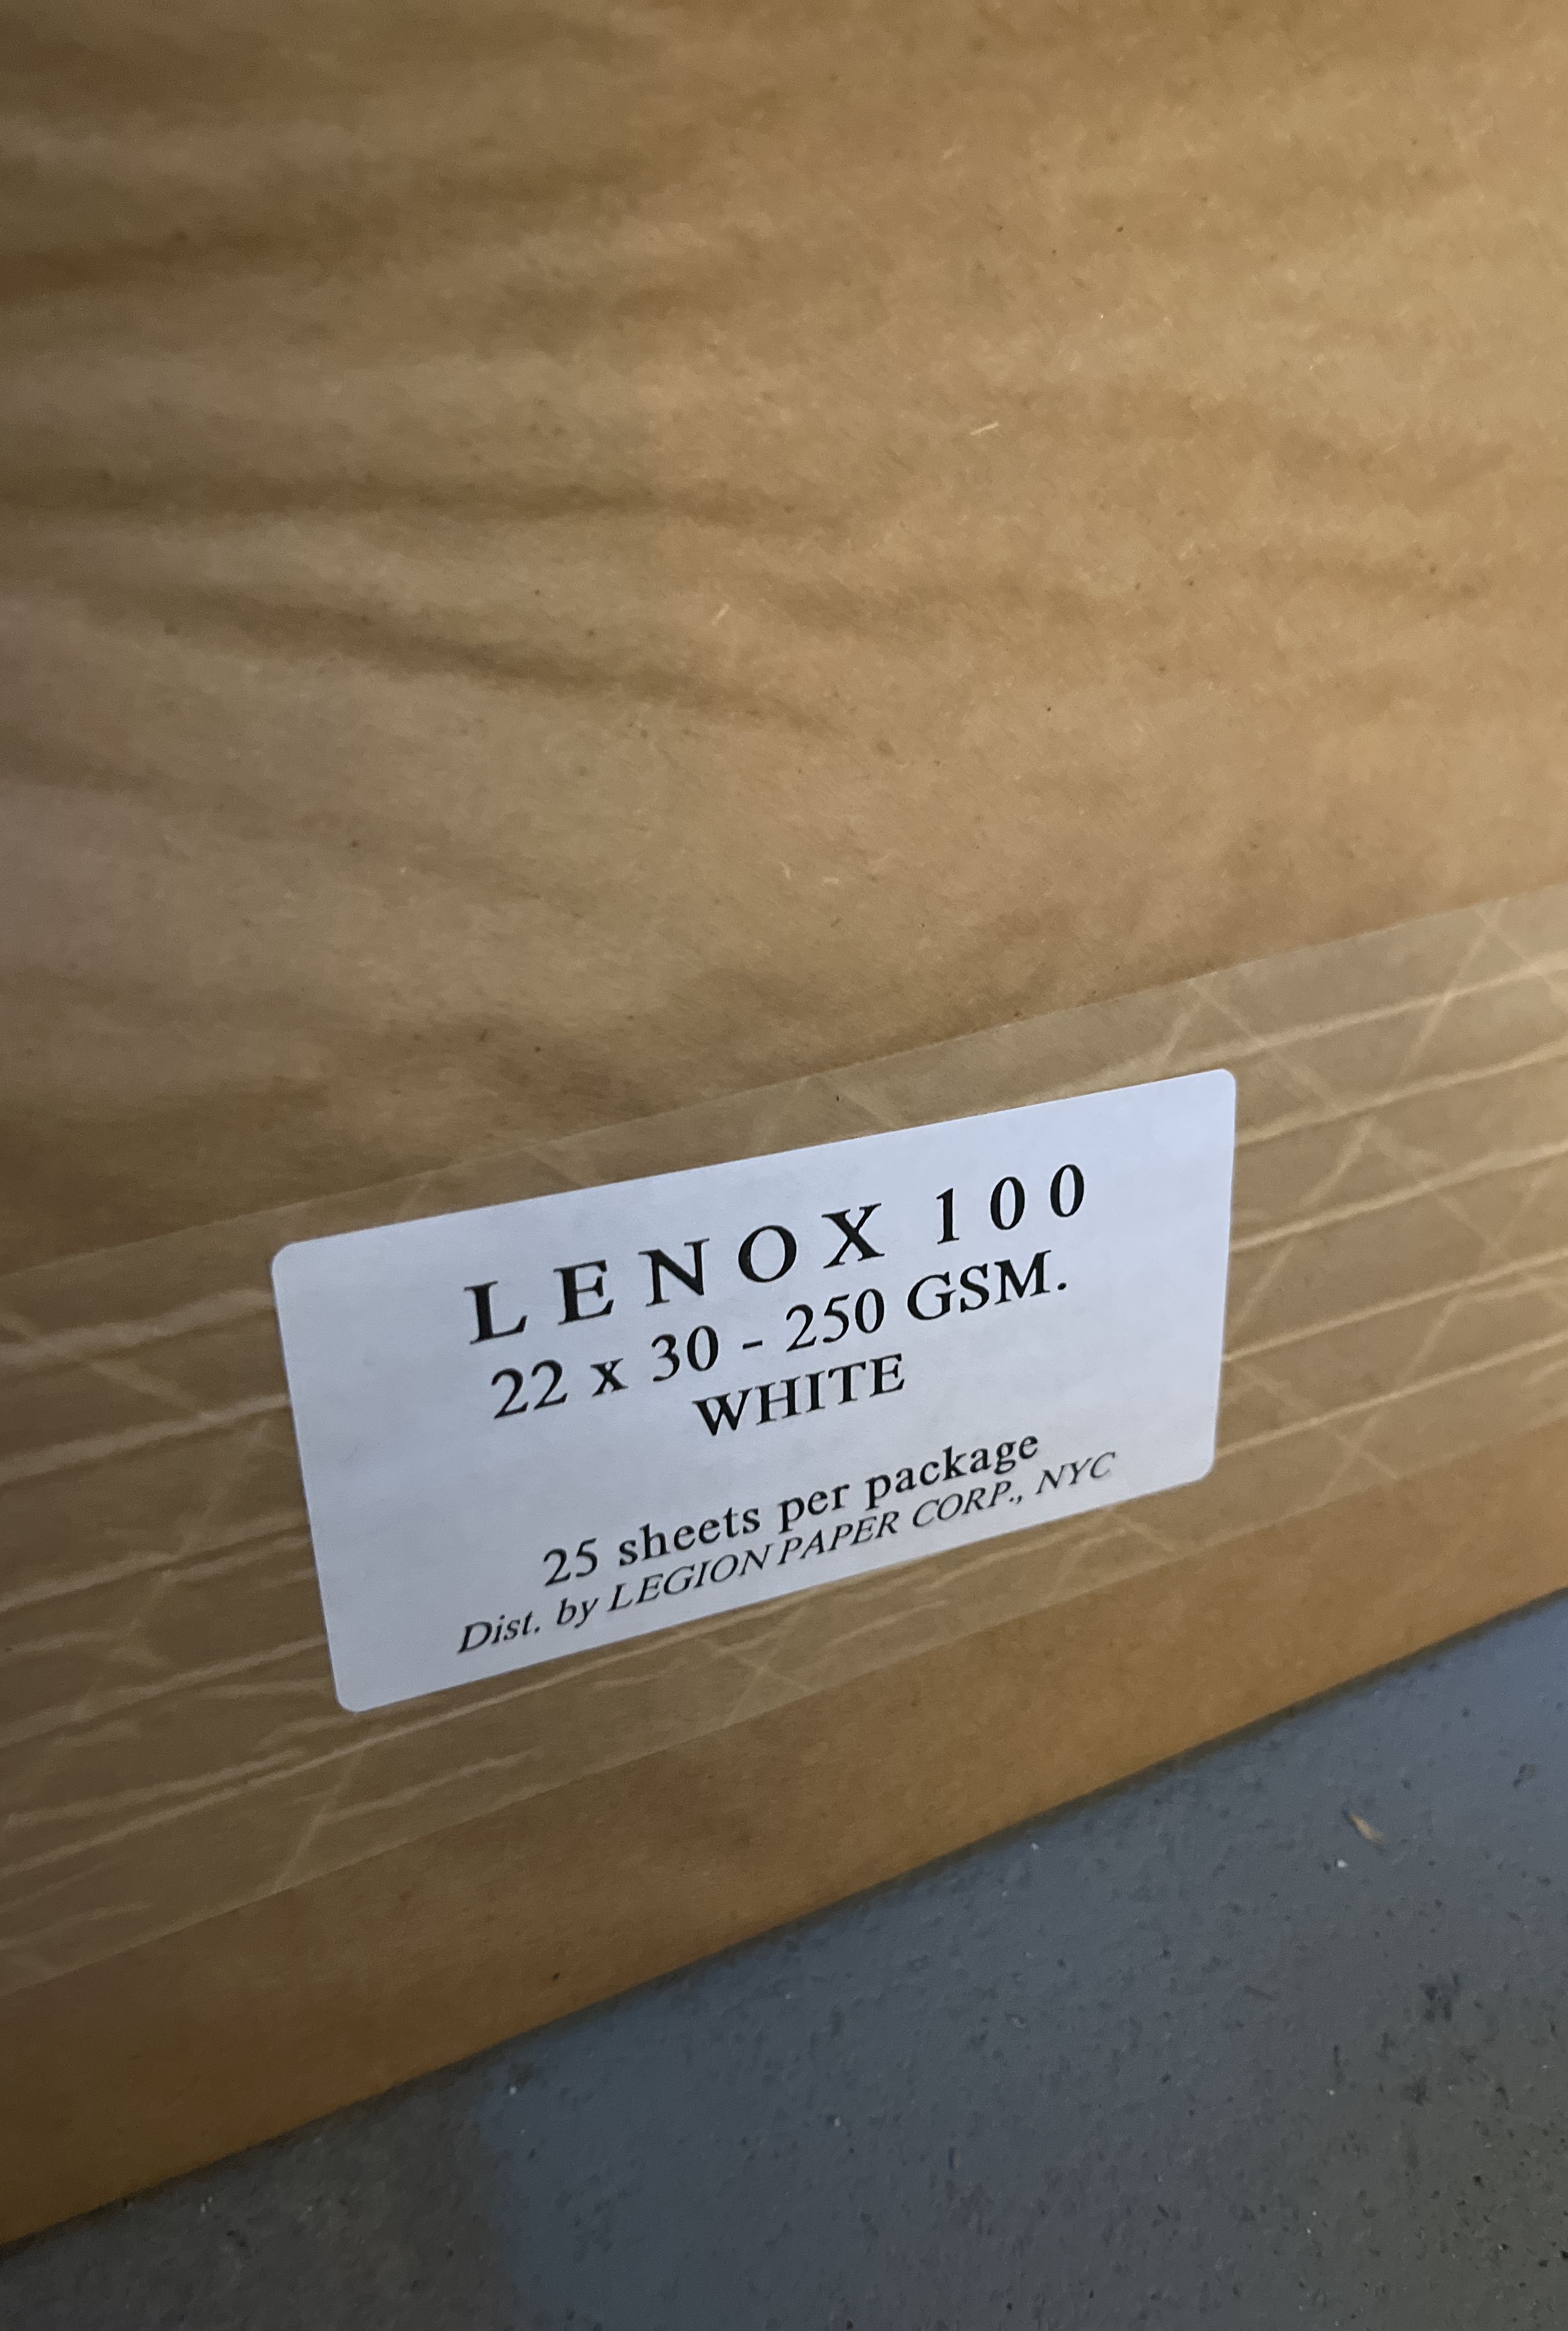 LENOX 100
22 x 30 - 250 GSM.
WHITE
25 sheets per package
Dist. by LEGION PAPER CORP., NYC